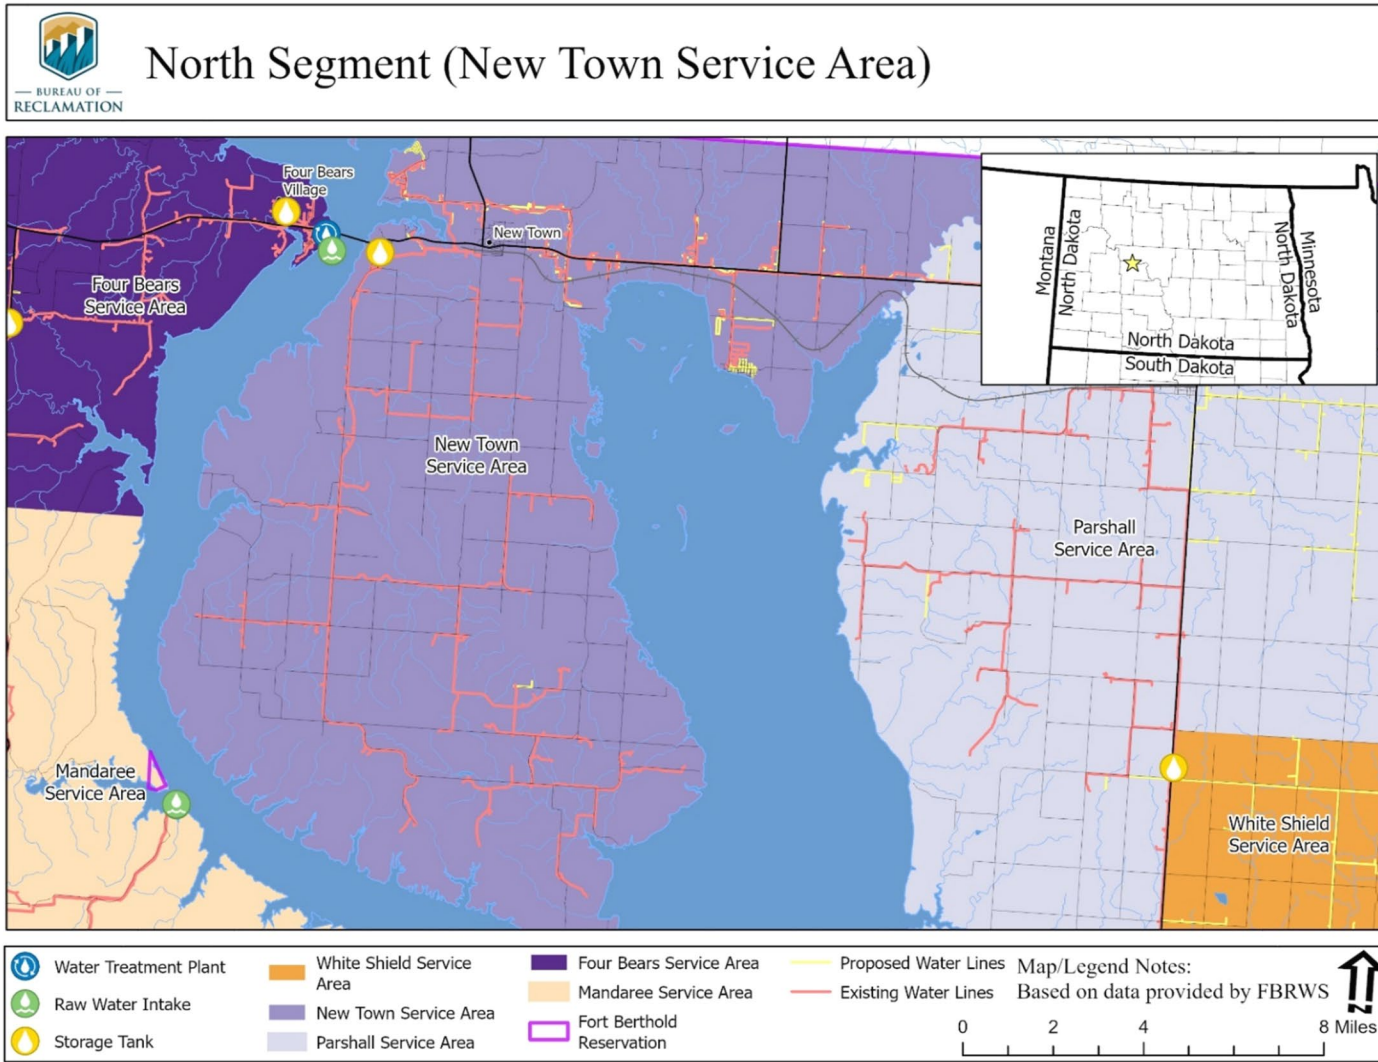 BUREAU OF
RECLAMATION
North Segment (New Town Service Area)
Four Bears
Village
New Town
Four Bears
Service Area
New Town
Service Area
Parshall
Service Area
Mandaree
Service Area
White Shield
Service Area
Montana
North Dakota
North Dakota
Minnesota
North Dakota
South Dakota
Water Treatment Plant
Raw Water Intake
Storage Tank
White Shield Service
Area
New Town Service Area
Parshall Service Area
Four Bears Service Area
Mandaree Service Area
Fort Berthold
Reservation
Proposed Water Lines
Existing Water Lines
Map/Legend Notes:
Based on data provided by FBRWS
N
0 2 4 8 Miles